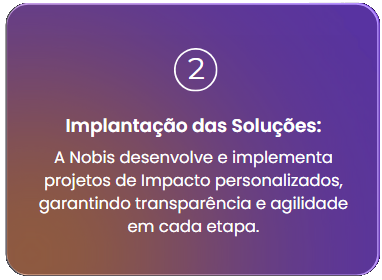 2
Implantação das Soluções:
A Nobis desenvolve e implementa
projetos de Impacto personalizados,
garantindo transparência e agilidade
em cada etapa.